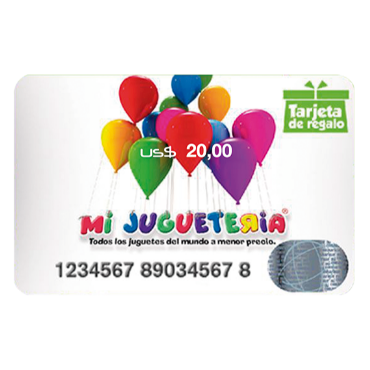 Tarjeta
de regalo
US$ 20,00
Mi JUGUETERIA®
Todos los juguetes del mundo a menor precio.
1234567 89034567 8